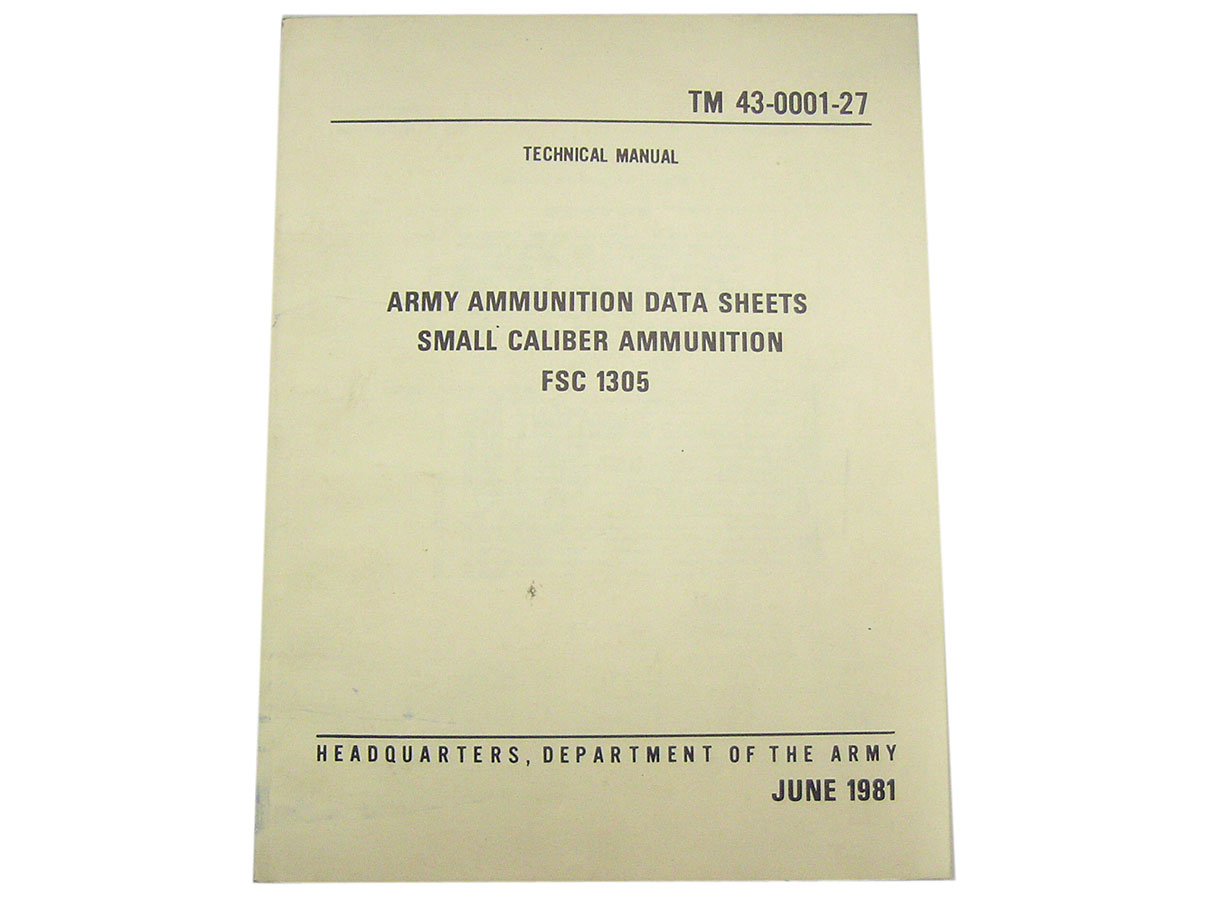 TM 43-0001-27
TECHNICAL MANUAL
ARMY AMMUNITION DATA SHEETS
SMALL CALIBER AMMUNITION
FSC 1305
HEADQUARTERS, DEPARTMENT OF THE ARMY
JUNE 1981